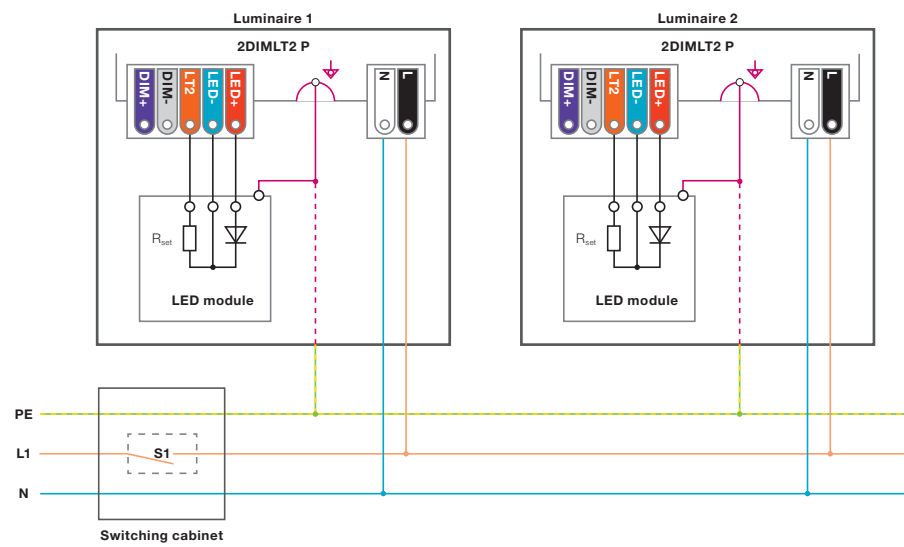 Luminaire 1
Luminaire 2
2DIMLT2 P
2DIMLT2 P
DIM+
DIM-
LT2
LED-
LED+
N
L
DIM+
DIM-
LT2
LED-
LED+
N
L
Rset
Rset
LED module
LED module
PE
L1
S1
N
Switching cabinet